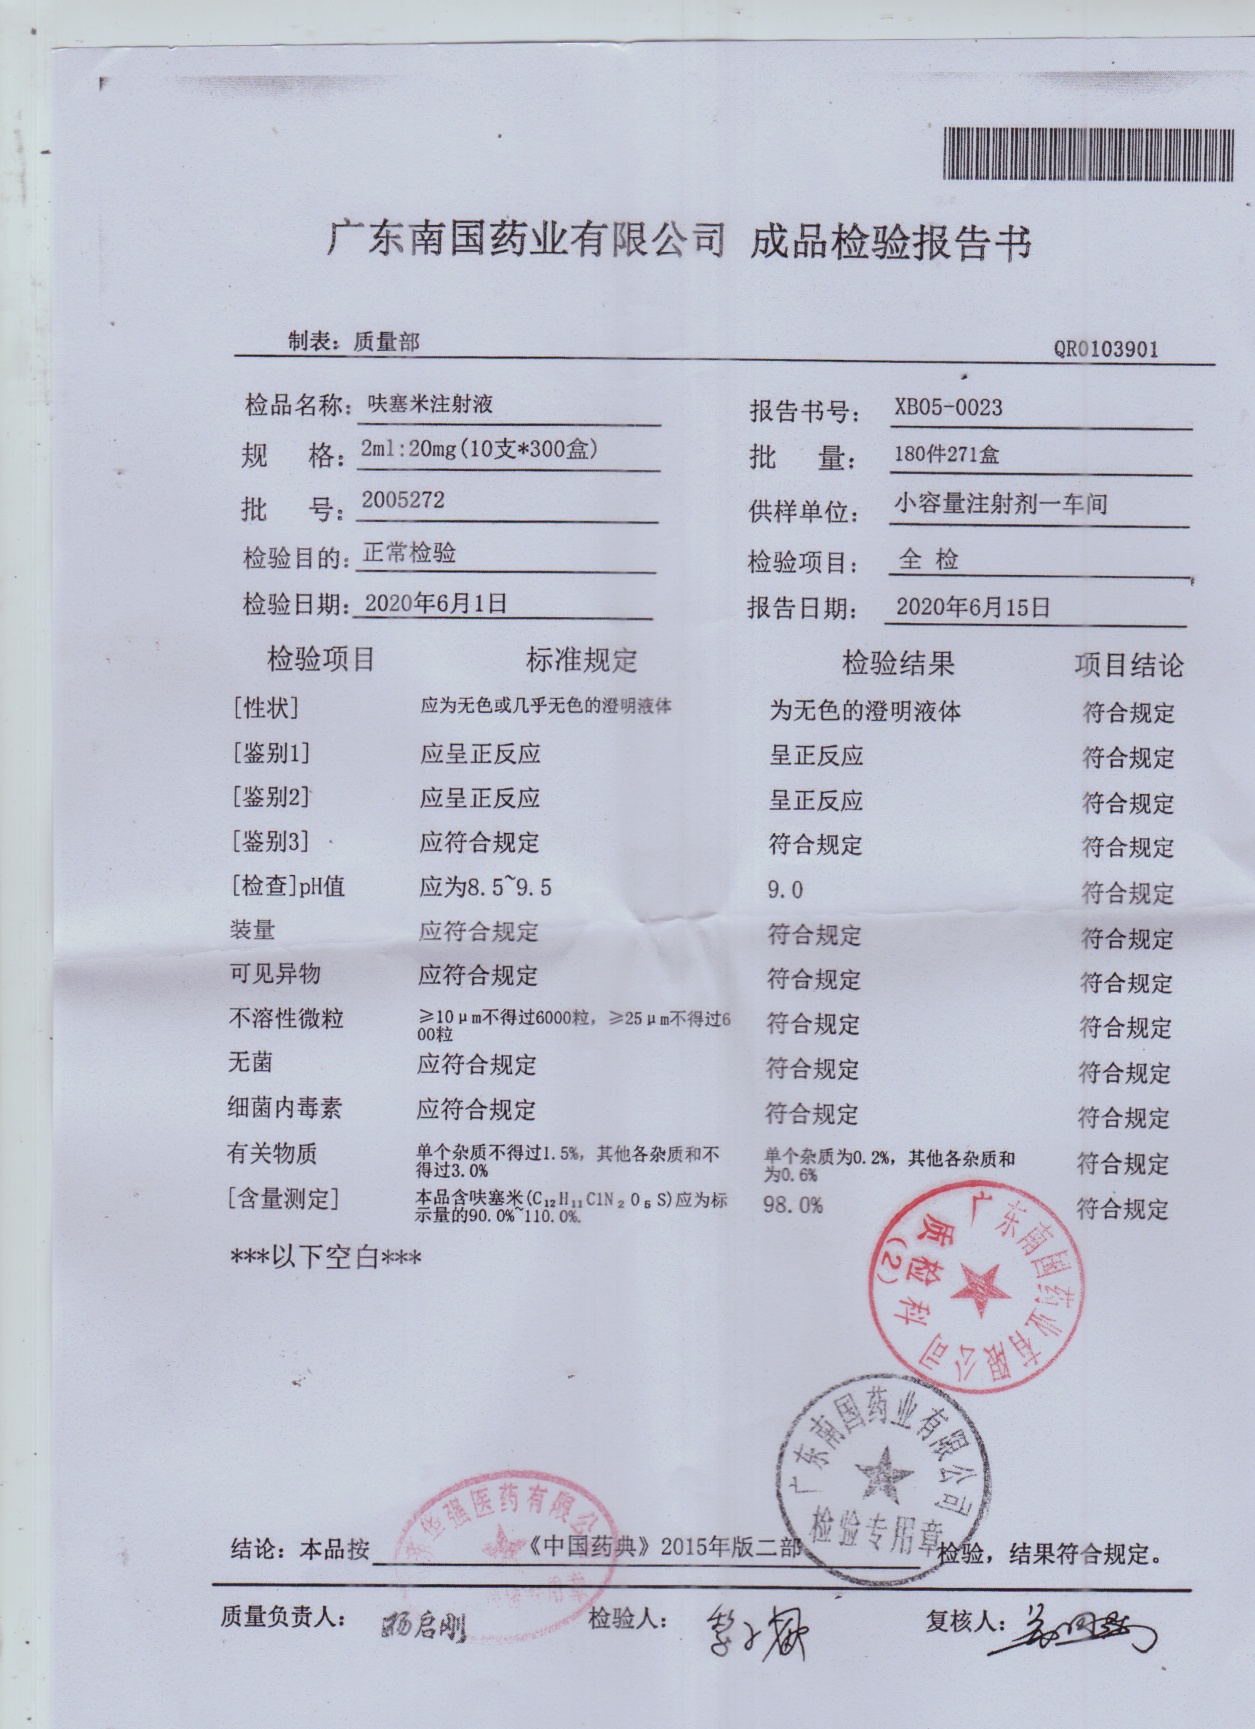 广东南国药业有限公司 成品检验报告书
制表：质量部 QR0103901
检品名称：呋塞米注射液 报告书号：XB05-0023
规 格：2ml:20mg(10支*300盒) 批 量：180件271盒
批 号：2005272 供样单位：小容量注射剂一车间
检验目的：正常检验 检验项目：全 检
检验日期：2020年6月1日 报告日期：2020年6月15日
检验项目 标准规定 检验结果 项目结论
[性状] 应为无色或几乎无色的澄明液体 为无色的澄明液体 符合规定
[鉴别1] 应呈正反应 呈正反应 符合规定
[鉴别2] 应呈正反应 呈正反应 符合规定
[鉴别3] 应符合规定 符合规定 符合规定
[检查]pH值 应为8.5~9.5 9.0 符合规定
装量 应符合规定 符合规定 符合规定
可见异物 应符合规定 符合规定 符合规定
不溶性微粒 ≥10μm不得过6000粒，≥25μm不得过6 符合规定 符合规定
00粒
无菌 应符合规定 符合规定 符合规定
细菌内毒素 应符合规定 符合规定 符合规定
有关物质 单个杂质不得过1.5%，其他各杂质和不 单个杂质为0.2%，其他各杂质和 符合规定
得过3.0% 为0.6%
[含量测定] 本品含呋塞米(C₁₂H₁₁ClN₂O₅S)应为标 98.0% 符合规定
示量的90.0%~110.0%.
***以下空白***
广东南国药业有限公司
质检科
(2)
广东南国药业有限公司
检验专用章
华强医药有限公
结论：本品按 《中国药典》2015年版二部 检验，结果符合规定。
质量负责人：杨启刚 检验人： 复核人：